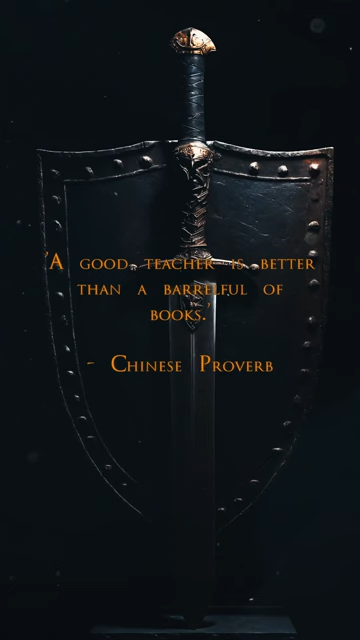 "A GOOD TEACHER IS BETTER
THAN A BARRELFUL OF
BOOKS."
- CHINESE PROVERB